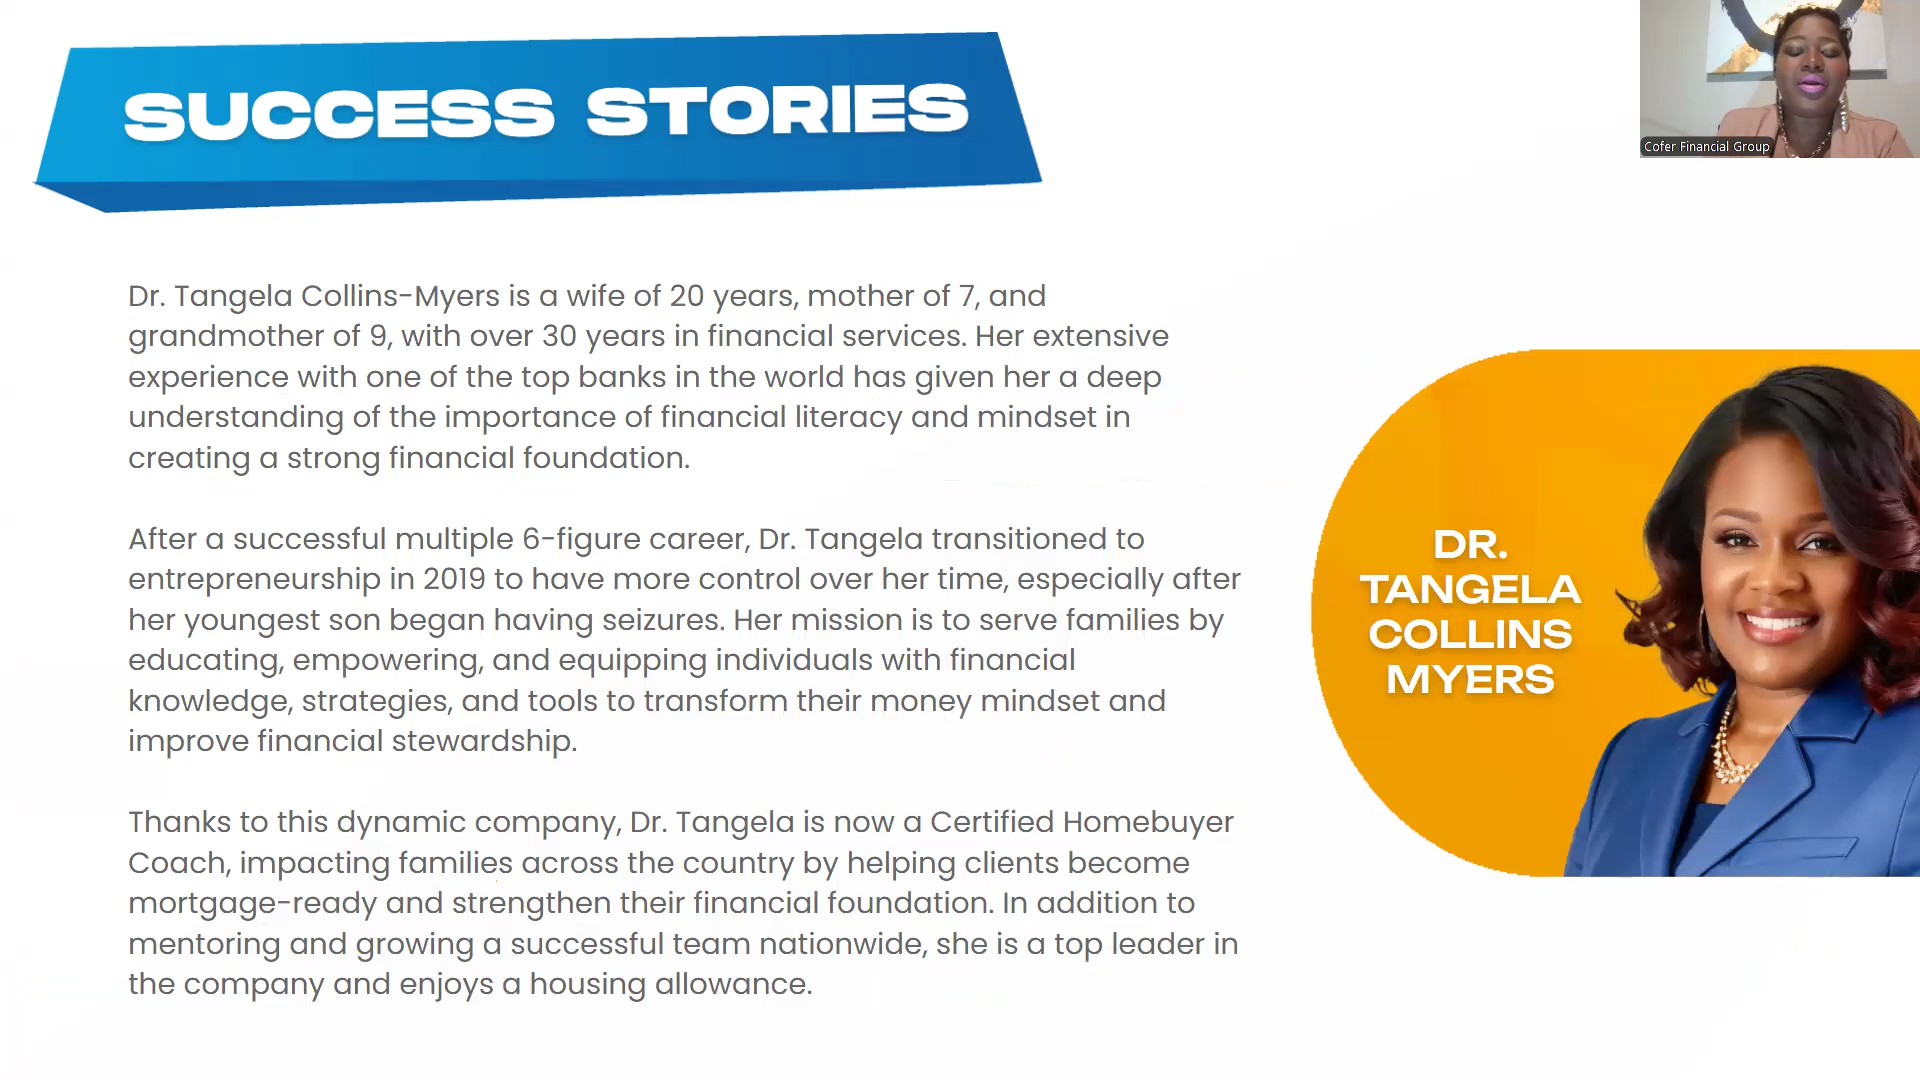 SUCCESS STORIES
Cofer Financial Group
Dr. Tangela Collins-Myers is a wife of 20 years, mother of 7, and
grandmother of 9, with over 30 years in financial services. Her extensive
experience with one of the top banks in the world has given her a deep
understanding of the importance of financial literacy and mindset in
creating a strong financial foundation.
After a successful multiple 6-figure career, Dr. Tangela transitioned to
entrepreneurship in 2019 to have more control over her time, especially after
her youngest son began having seizures. Her mission is to serve families by
educating, empowering, and equipping individuals with financial
knowledge, strategies, and tools to transform their money mindset and
improve financial stewardship.
Thanks to this dynamic company, Dr. Tangela is now a Certified Homebuyer
Coach, impacting families across the country by helping clients become
mortgage-ready and strengthen their financial foundation. In addition to
mentoring and growing a successful team nationwide, she is a top leader in
the company and enjoys a housing allowance.
DR.
TANGELA
COLLINS
MYERS